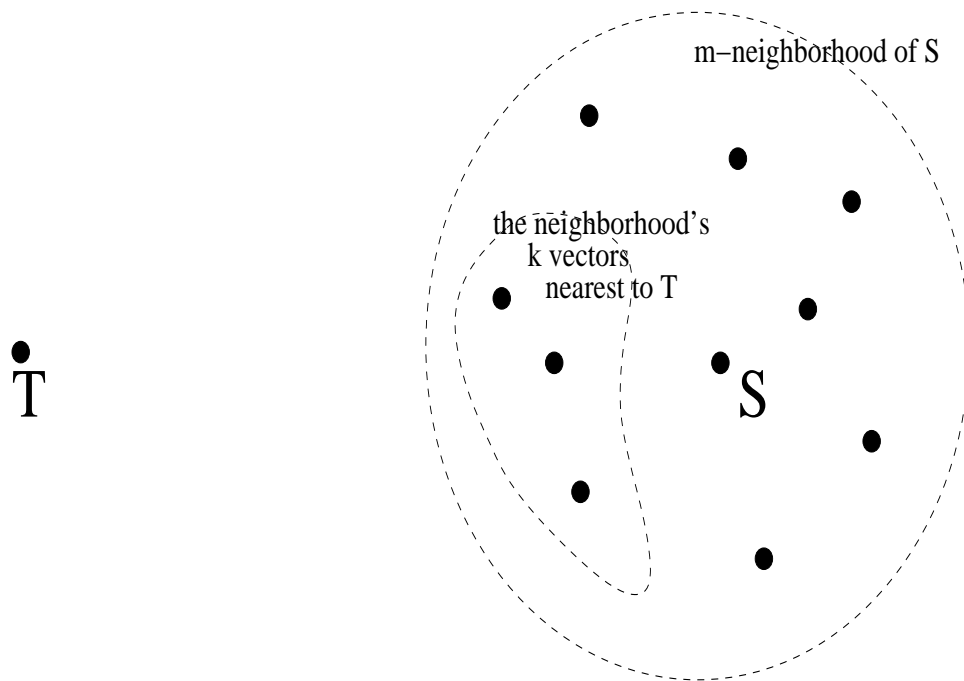 m−neighborhood of S
the neighborhood's
k vectors
nearest to T
T
S